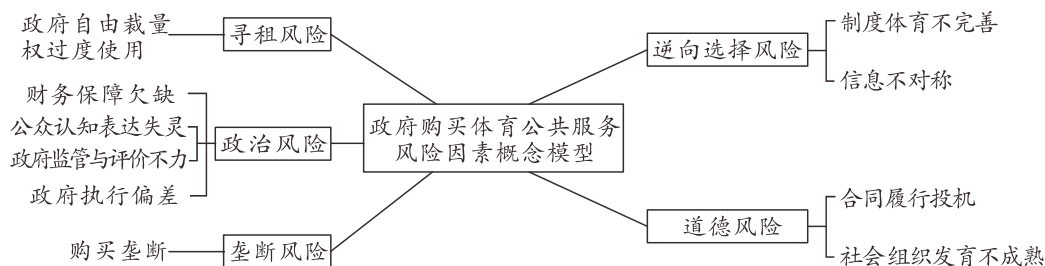 政府自由裁量
权过度使用
寻租风险
财务保障欠缺
公众认知表达失灵
政府监管与评价不力
政府执行偏差
政治风险
购买垄断
垄断风险
政府购买体育公共服务
风险因素概念模型
逆向选择风险
制度体育不完善
信息不对称
道德风险
合同履行投机
社会组织发育不成熟